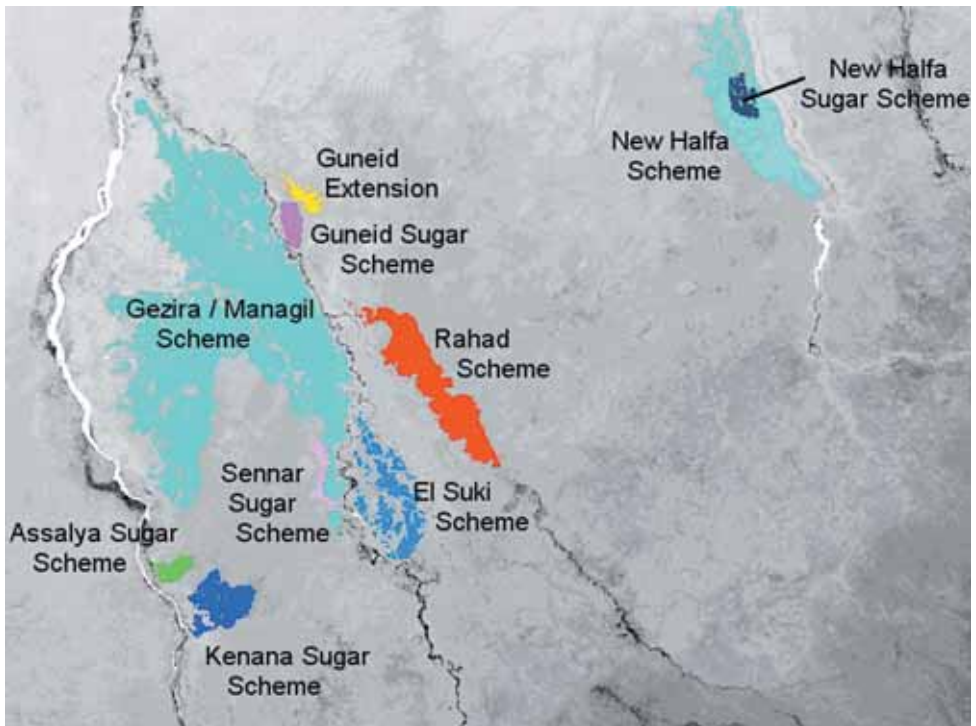 New Halfa
Sugar Scheme
New Halfa
Scheme
Guneid
Extension
Guneid Sugar
Scheme
Gezira / Managil
Scheme
Rahad
Scheme
Sennar
Sugar
Scheme
El Suki
Scheme
Assalya Sugar
Scheme
Kenana Sugar
Scheme